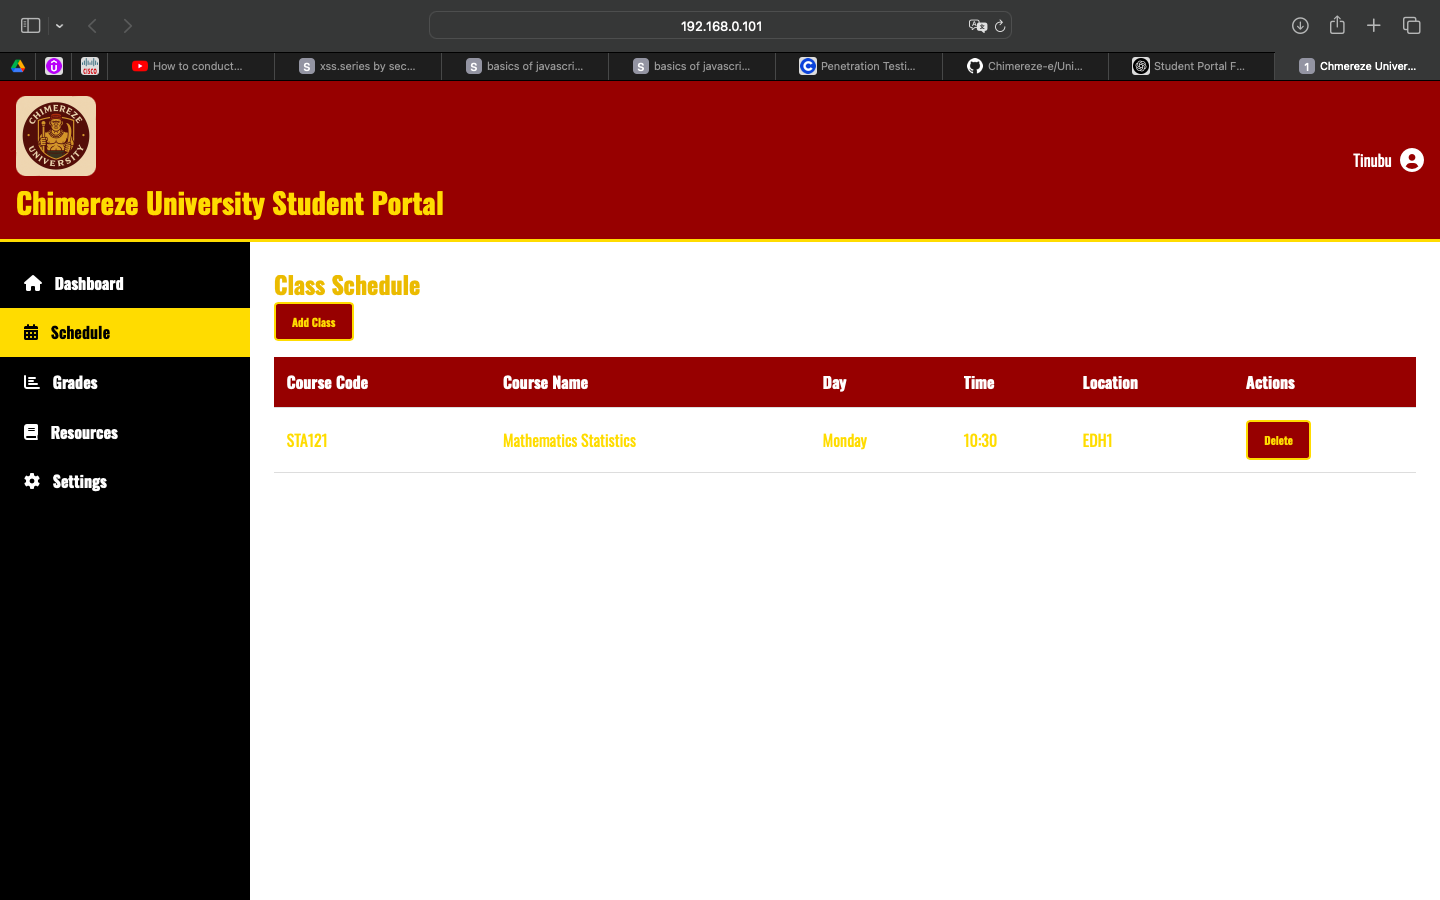 192.168.0.101
How to conduct...
S xss.series by sec...
S basics of javascri...
S basics of javascri...
Penetration Testi...
Chimereze-e/Uni...
Student Portal F...
1 Chmereze Univer...
CISCO
CHIMEREZE
UNIVERSITY
Tinubu
Chimereze University Student Portal
Dashboard
Schedule
Grades
Resources
Settings
Class Schedule
Add Class
Course Code Course Name Day Time Location Actions
STA121 Mathematics Statistics Monday 10:30 EDH1 Delete